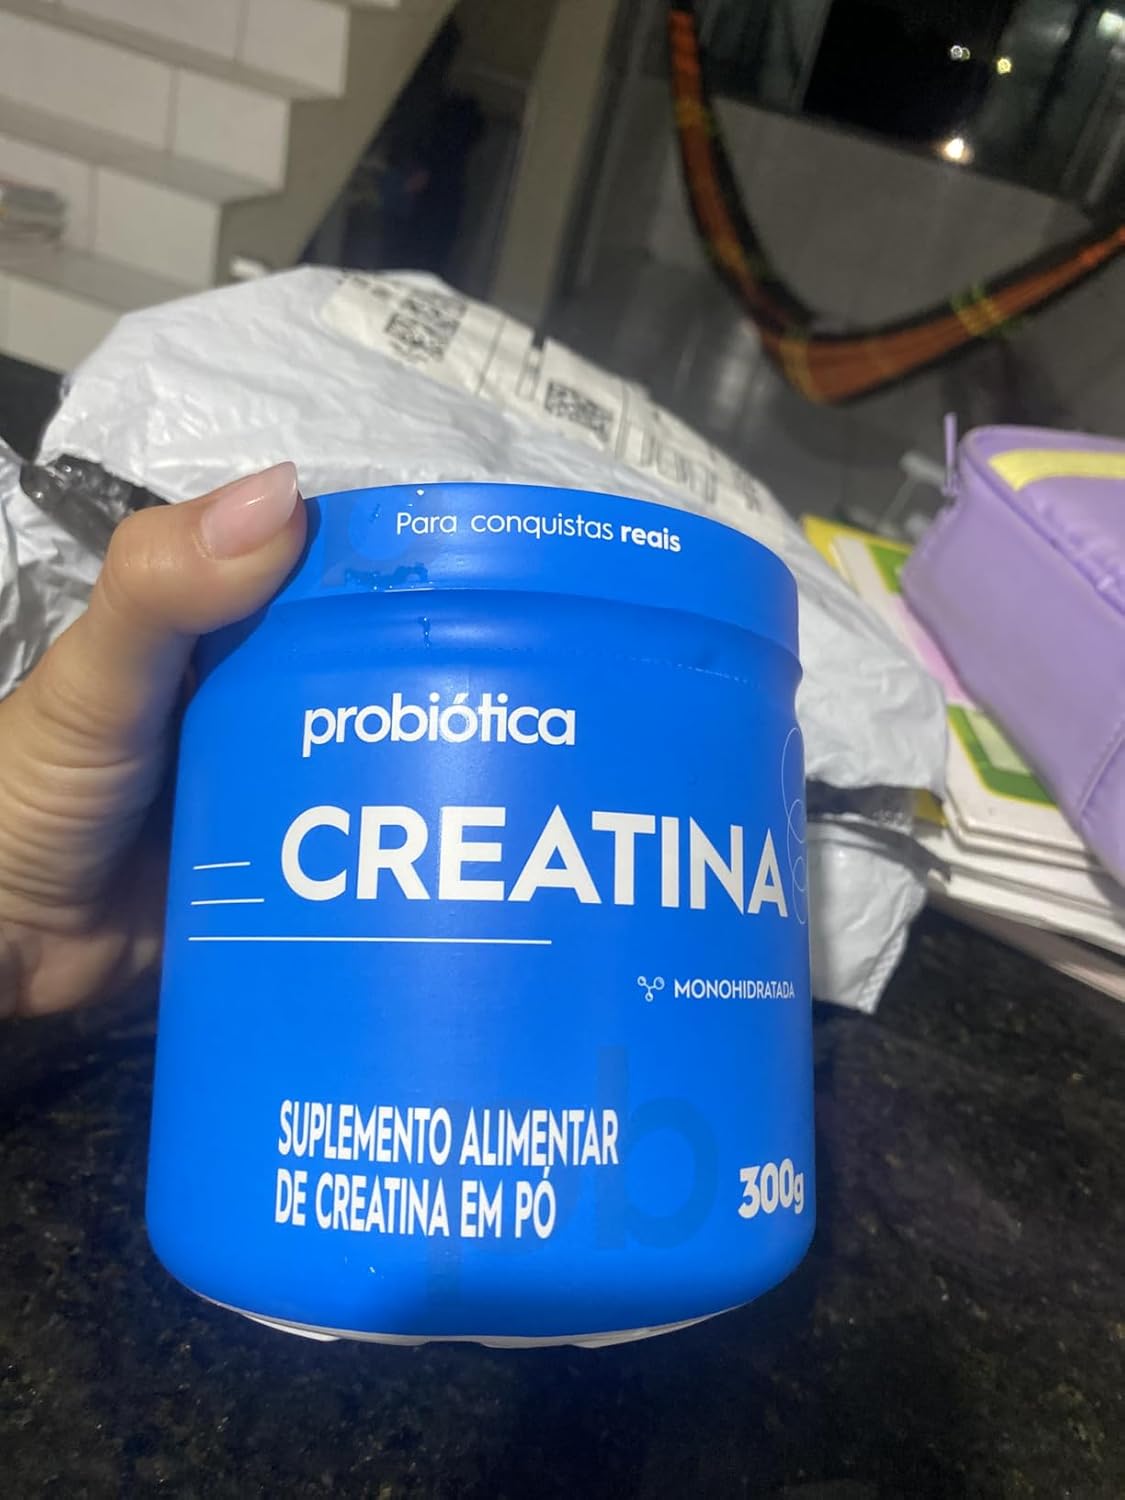 Para conquistas reais
probiótica
CREATINA
MONOHIDRATADA
SUPLEMENTO ALIMENTAR
DE CREATINA EM PÓ
300g